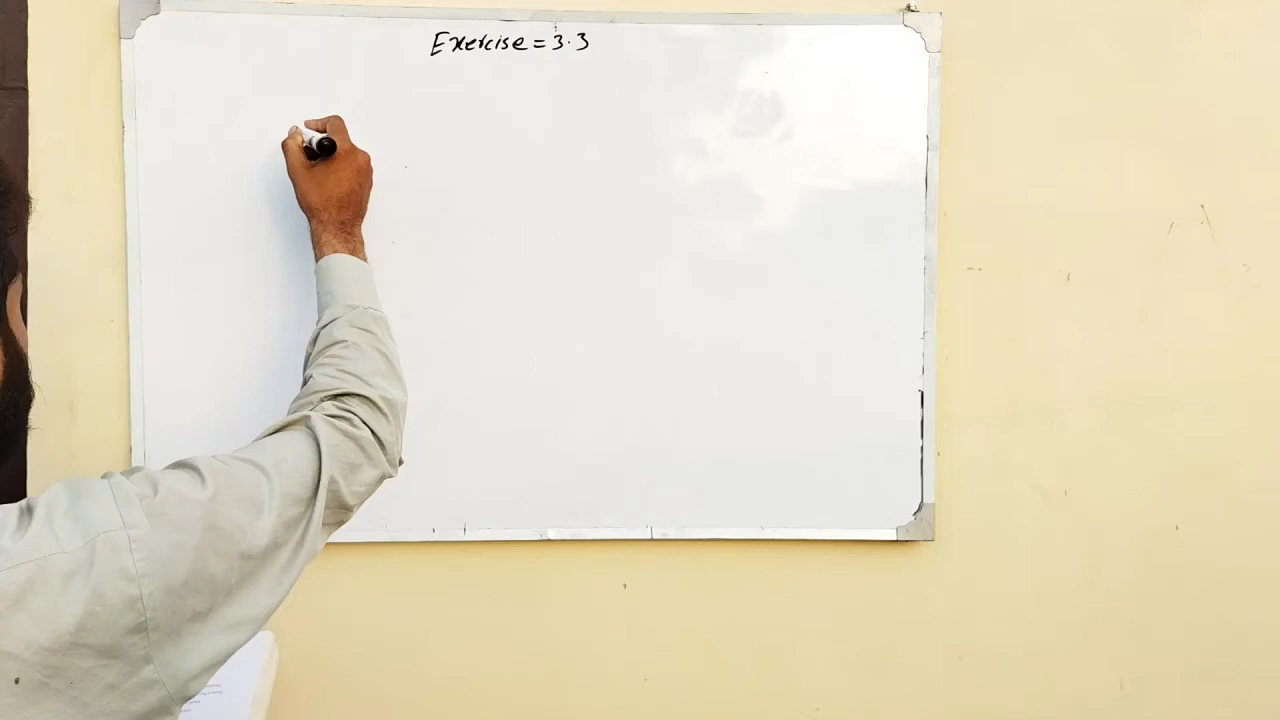 Exercise = 3.3